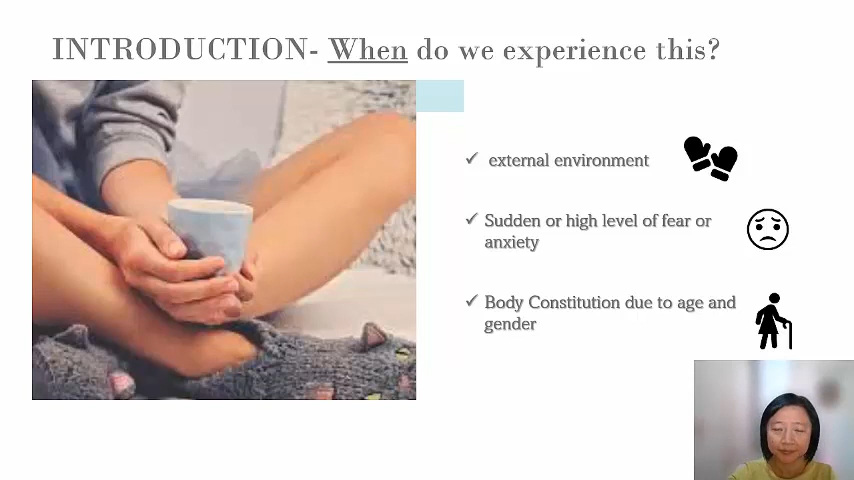 INTRODUCTION- When do we experience this?
✓ external environment
✓ Sudden or high level of fear or
anxiety
✓ Body Constitution due to age and
gender